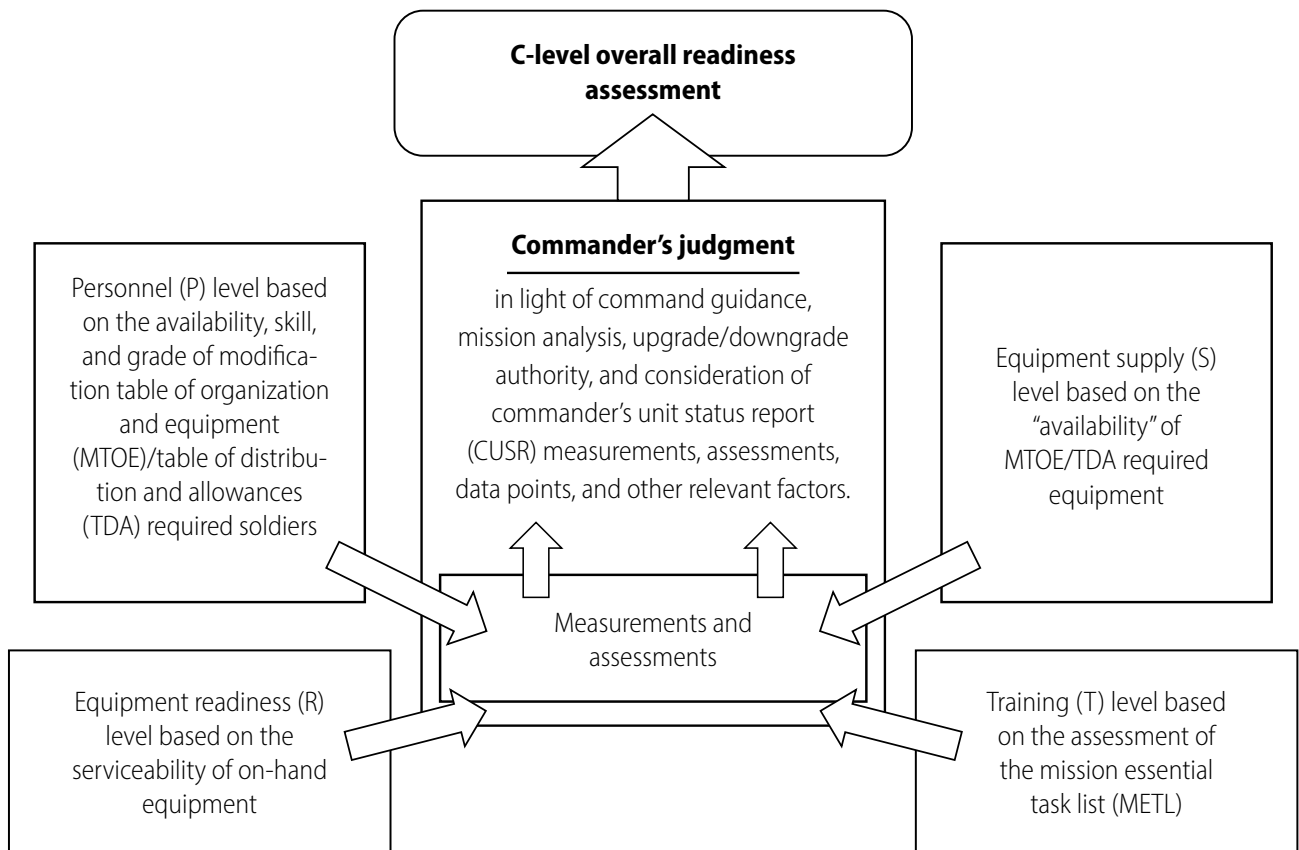 C-level overall readiness
assessment
Commander’s judgment
in light of command guidance,
mission analysis, upgrade/downgrade
authority, and consideration of
commander’s unit status report
(CUSR) measurements, assessments,
data points, and other relevant factors.
Personnel (P) level based
on the availability, skill,
and grade of modifica-
tion table of organization
and equipment
(MTOE)/table of distribu-
tion and allowances
(TDA) required soldiers
Equipment supply (S)
level based on the
“availability” of
MTOE/TDA required
equipment
Measurements and
assessments
Equipment readiness (R)
level based on the
serviceability of on-hand
equipment
Training (T) level based
on the assessment of
the mission essential
task list (METL)